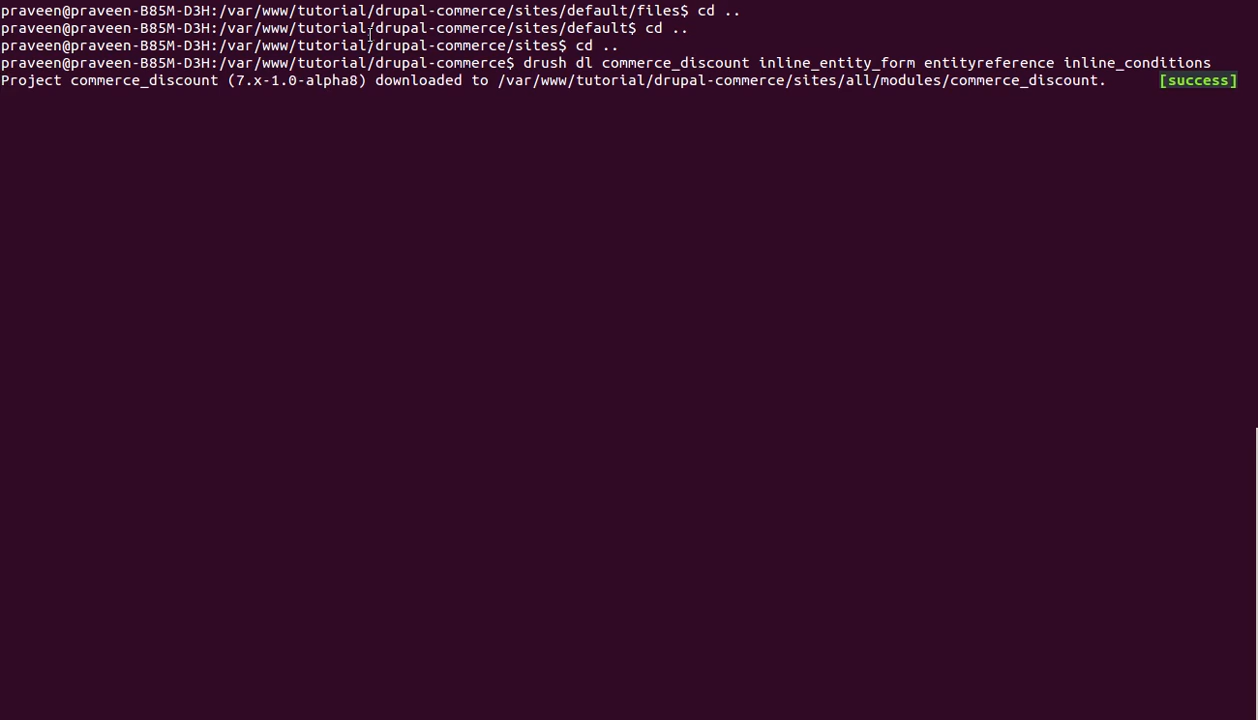 praveen@praveen-B85M-D3H:/var/www/tutorial/drupal-commerce/sites/default/files$ cd ..
praveen@praveen-B85M-D3H:/var/www/tutorial/drupal-commerce/sites/default$ cd ..
praveen@praveen-B85M-D3H:/var/www/tutorial/drupal-commerce/sites$ cd ..
praveen@praveen-B85M-D3H:/var/www/tutorial/drupal-commerce$ drush dl commerce_discount inline_entity_form entityreference inline_conditions
Project commerce_discount (7.x-1.0-alpha8) downloaded to /var/www/tutorial/drupal-commerce/sites/all/modules/commerce_discount. [success]